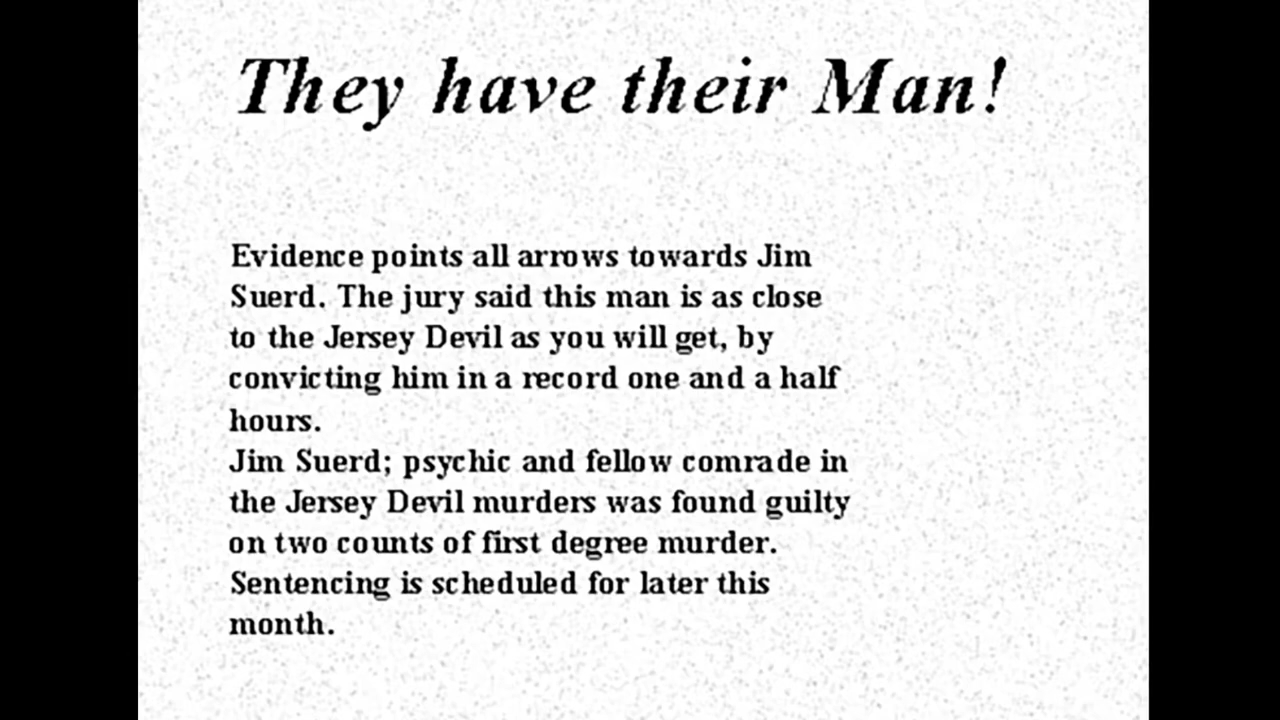 They have their Man!
Evidence points all arrows towards Jim
Suerd. The jury said this man is as close
to the Jersey Devil as you will get, by
convicting him in a record one and a half
hours.
Jim Suerd; psychic and fellow comrade in
the Jersey Devil murders was found guilty
on two counts of first degree murder.
Sentencing is scheduled for later this
month.